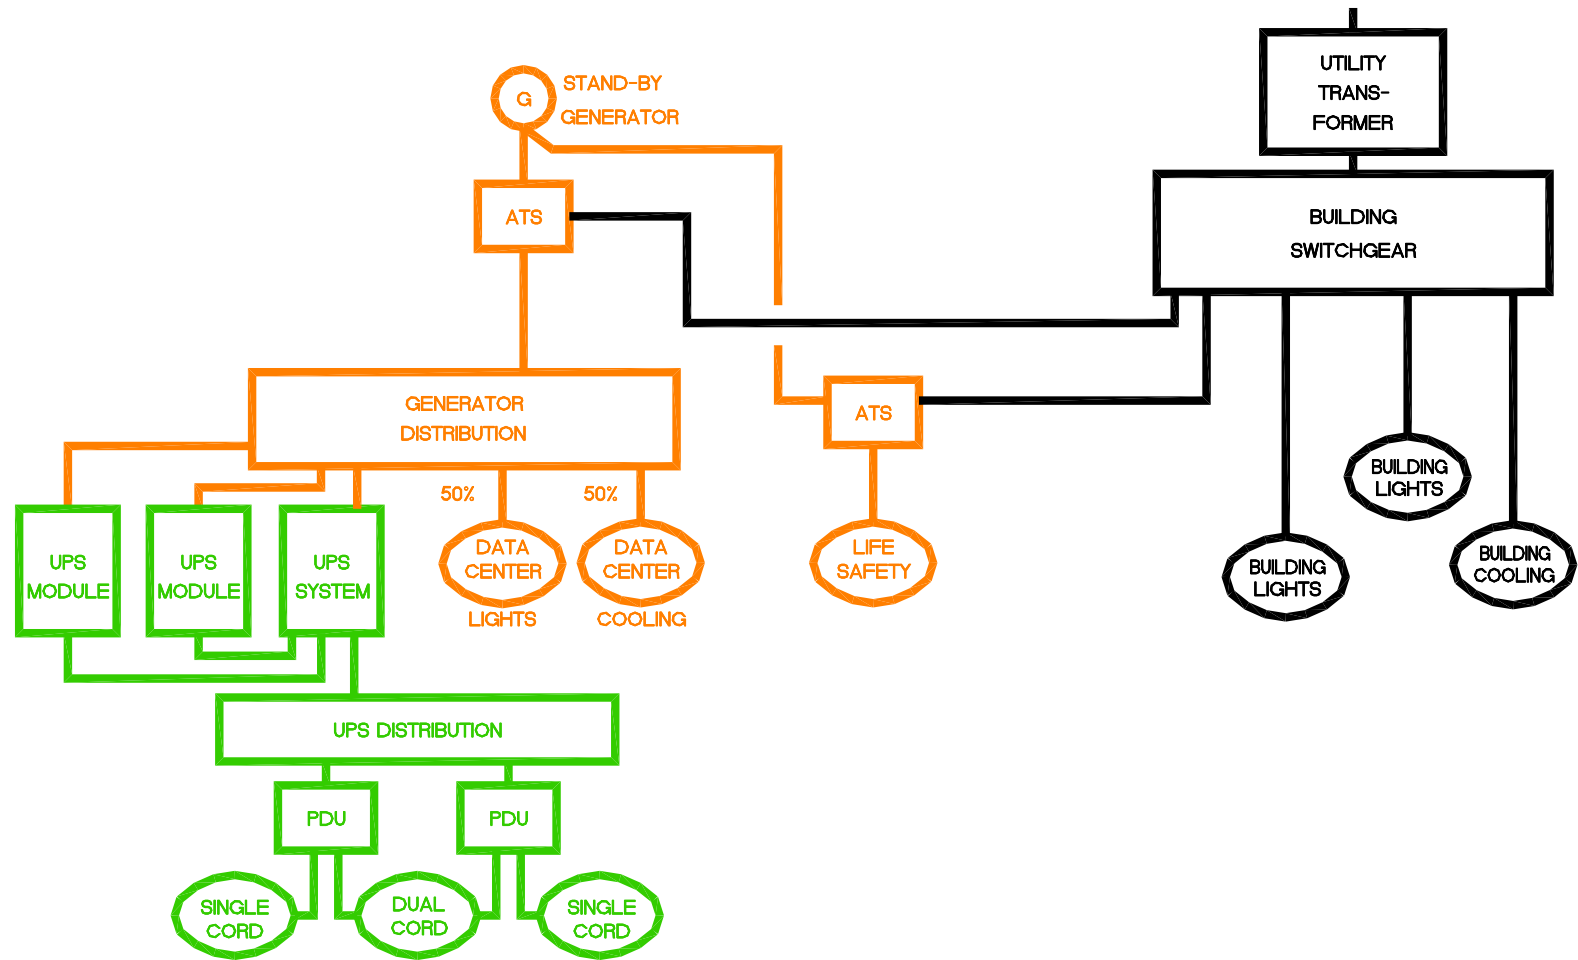 UTILITY
TRANS-
FORMER
STAND-BY
G
GENERATOR
ATS
BUILDING
SWITCHGEAR
GENERATOR
DISTRIBUTION
ATS
50%
50%
BUILDING
LIGHTS
UPS
MODULE
UPS
MODULE
UPS
SYSTEM
DATA
CENTER
LIGHTS
DATA
CENTER
COOLING
LIFE
SAFETY
BUILDING
LIGHTS
BUILDING
COOLING
UPS DISTRIBUTION
PDU
PDU
SINGLE
CORD
DUAL
CORD
SINGLE
CORD